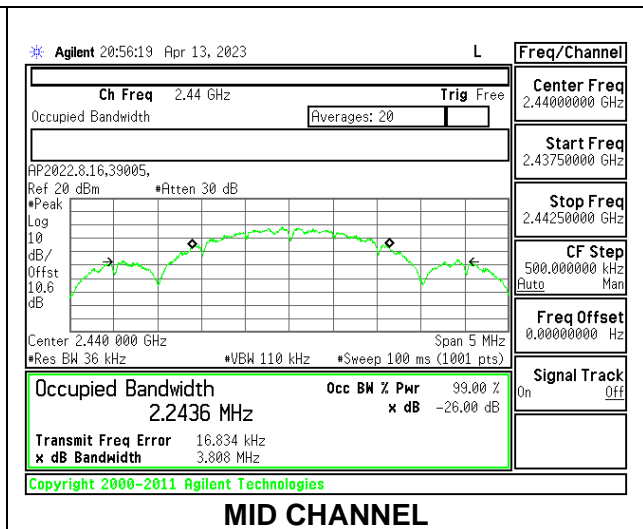 Agilent 20:56:19 Apr 13, 2023 L
Freq/Channel
Ch Freq 2.44 GHz Trig Free
Occupied Bandwidth Averages: 20
AP2022.8.16,39005,
Ref 20 dBm #Atten 30 dB
#Peak
Log
10
dB/
Offst
10.6
dB
Center 2.440 000 GHz Span 5 MHz
#Res BW 36 kHz #VBW 110 kHz #Sweep 100 ms (1001 pts)
Occupied Bandwidth Occ BW % Pwr 99.00 %
2.2436 MHz x dB -26.00 dB
Transmit Freq Error 16.834 kHz
x dB Bandwidth 3.808 MHz
Copyright 2000-2011 Agilent Technologies
Center Freq
2.44000000 GHz
Start Freq
2.43750000 GHz
Stop Freq
2.44250000 GHz
CF Step
500.000000 kHz
Auto Man
Freq Offset
0.00000000 Hz
Signal Track
On Off
MID CHANNEL